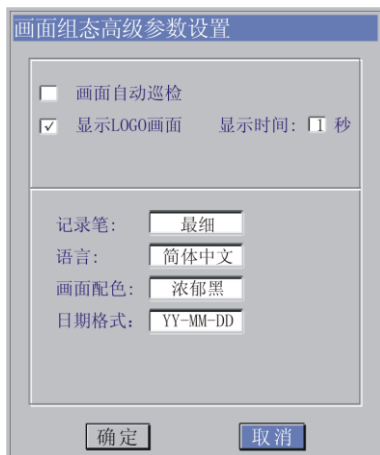 画面组态高级参数设置
画面自动巡检
显示LOGO画面 显示时间: 1 秒
记录笔: 最细
语言: 简体中文
画面配色: 浓郁黑
日期格式: YY-MM-DD
确定 取消